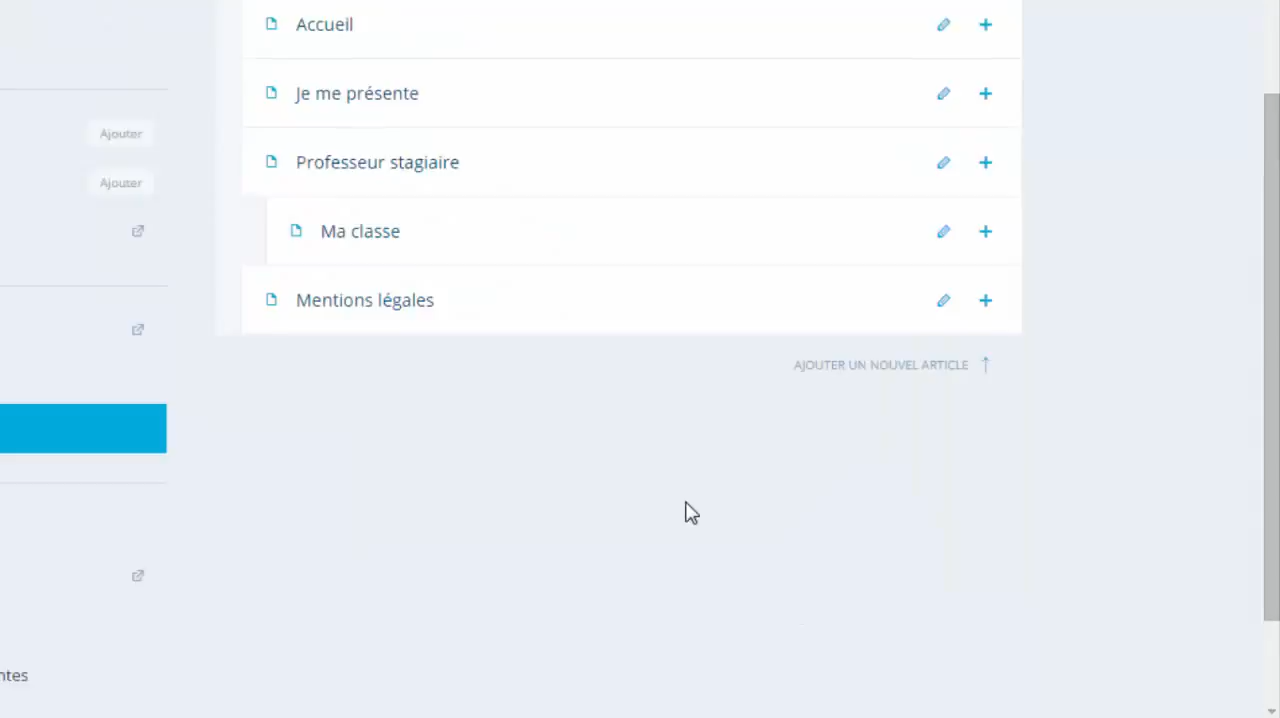 Accueil
Je me présente
Ajouter
Professeur stagiaire
Ajouter
Ma classe
Mentions légales
AJOUTER UN NOUVEL ARTICLE
ntes